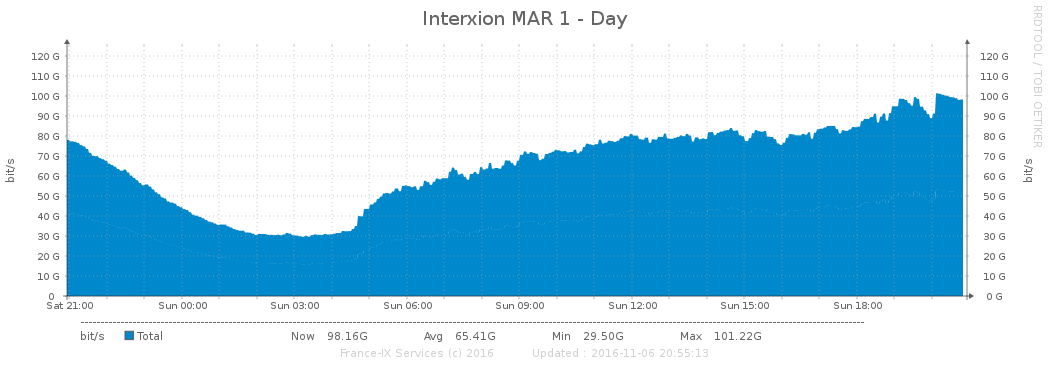 Interxion MAR 1 - Day
RRDTOOL / TOBI OETIKER
bit/s
120 G 120 G
110 G 110 G
100 G 100 G
90 G 90 G
80 G 80 G
70 G 70 G
60 G 60 G
50 G 50 G
40 G 40 G
30 G 30 G
20 G 20 G
10 G 10 G
0 0 G
bit/s
Sat 21:00 Sun 00:00 Sun 03:00 Sun 06:00 Sun 09:00 Sun 12:00 Sun 15:00 Sun 18:00
bit/s Total Now 98.16G Avg 65.41G Min 29.50G Max 101.22G
France-IX Services (c) 2016 Updated : 2016-11-06 20:55:13